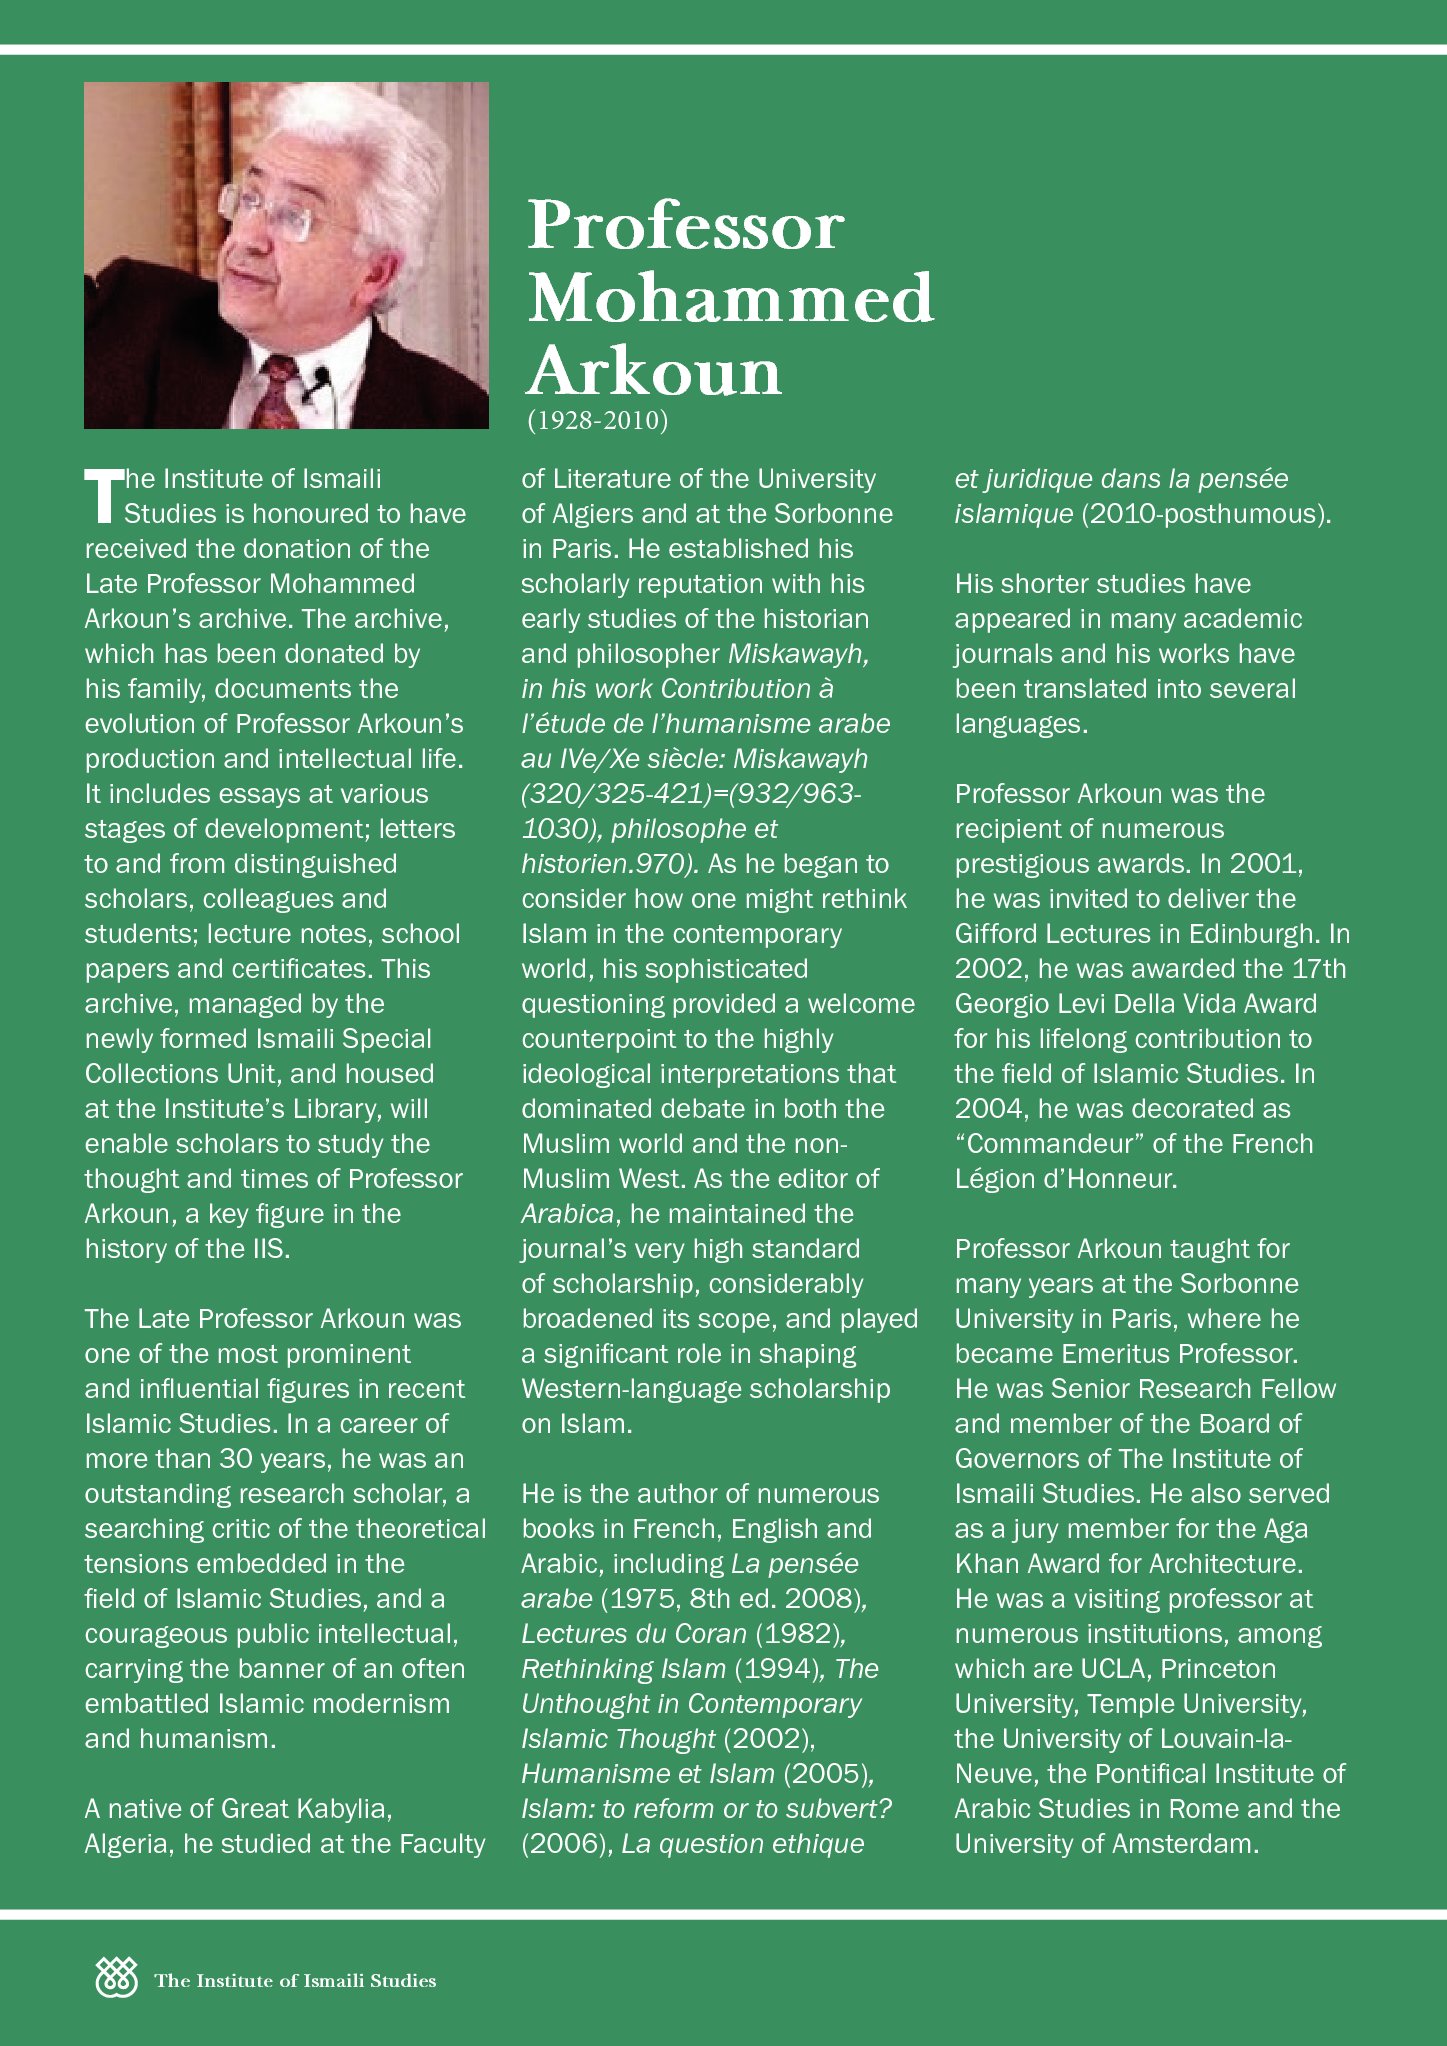 Professor
Mohammed
Arkoun
(1928-2010)
The Institute of Ismaili
Studies is honoured to have
received the donation of the
Late Professor Mohammed
Arkoun’s archive. The archive,
which has been donated by
his family, documents the
evolution of Professor Arkoun’s
production and intellectual life.
It includes essays at various
stages of development; letters
to and from distinguished
scholars, colleagues and
students; lecture notes, school
papers and certificates. This
archive, managed by the
newly formed Ismaili Special
Collections Unit, and housed
at the Institute’s Library, will
enable scholars to study the
thought and times of Professor
Arkoun, a key figure in the
history of the IIS.
The Late Professor Arkoun was
one of the most prominent
and influential figures in recent
Islamic Studies. In a career of
more than 30 years, he was an
outstanding research scholar, a
searching critic of the theoretical
tensions embedded in the
field of Islamic Studies, and a
courageous public intellectual,
carrying the banner of an often
embattled Islamic modernism
and humanism.
A native of Great Kabylia,
Algeria, he studied at the Faculty
of Literature of the University
of Algiers and at the Sorbonne
in Paris. He established his
scholarly reputation with his
early studies of the historian
and philosopher Miskawayh,
in his work Contribution à
l’étude de l’humanisme arabe
au IVe/Xe siècle: Miskawayh
(320/325-421)=(932/963-
1030), philosophe et
historien.970). As he began to
consider how one might rethink
Islam in the contemporary
world, his sophisticated
questioning provided a welcome
counterpoint to the highly
ideological interpretations that
dominated debate in both the
Muslim world and the non-
Muslim West. As the editor of
Arabica, he maintained the
journal’s very high standard
of scholarship, considerably
broadened its scope, and played
a significant role in shaping
Western-language scholarship
on Islam.
He is the author of numerous
books in French, English and
Arabic, including La pensée
arabe (1975, 8th ed. 2008),
Lectures du Coran (1982),
Rethinking Islam (1994), The
Unthought in Contemporary
Islamic Thought (2002),
Humanisme et Islam (2005),
Islam: to reform or to subvert?
(2006), La question ethique
et juridique dans la pensée
islamique (2010-posthumous).
His shorter studies have
appeared in many academic
journals and his works have
been translated into several
languages.
Professor Arkoun was the
recipient of numerous
prestigious awards. In 2001,
he was invited to deliver the
Gifford Lectures in Edinburgh. In
2002, he was awarded the 17th
Georgio Levi Della Vida Award
for his lifelong contribution to
the field of Islamic Studies. In
2004, he was decorated as
“Commandeur” of the French
Légion d’Honneur.
Professor Arkoun taught for
many years at the Sorbonne
University in Paris, where he
became Emeritus Professor.
He was Senior Research Fellow
and member of the Board of
Governors of The Institute of
Ismaili Studies. He also served
as a jury member for the Aga
Khan Award for Architecture.
He was a visiting professor at
numerous institutions, among
which are UCLA, Princeton
University, Temple University,
the University of Louvain-la-
Neuve, the Pontifical Institute of
Arabic Studies in Rome and the
University of Amsterdam.
The Institute of Ismaili Studies